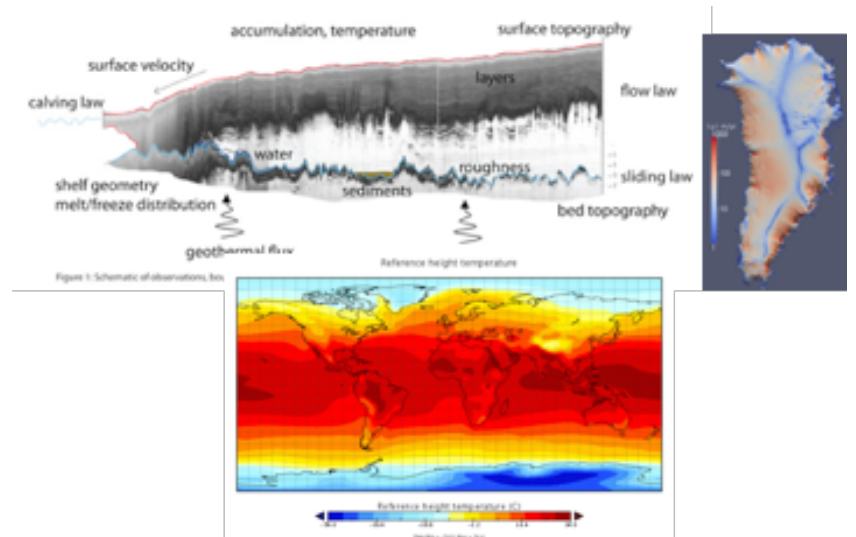 accumulation, temperature
surface topography
surface velocity
layers
calving law
flow law
water
roughness
shelf geometry
sliding law
melt/freeze distribution
sediments
bed topography
geothermal flux
Figure 1: Schematic of observations, bou
Reference height temperature
Reference height temperature (C)